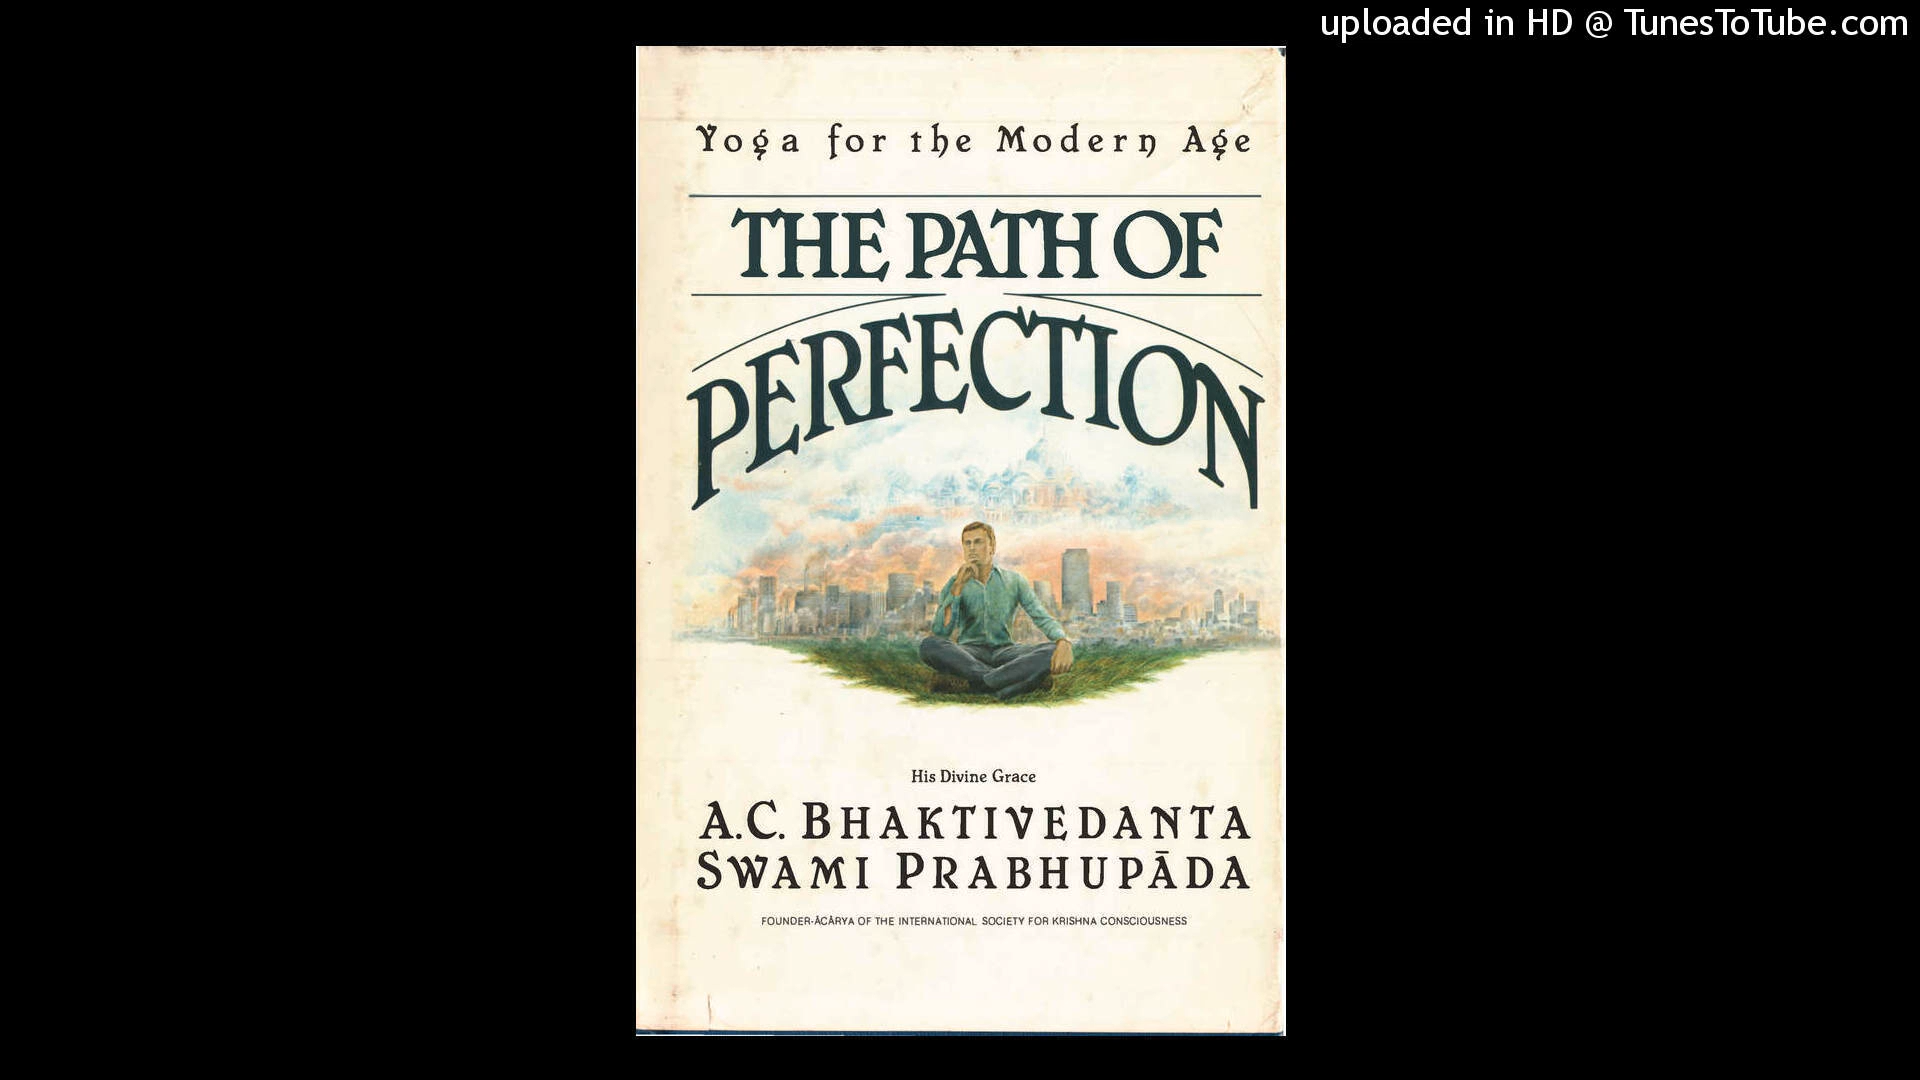 uploaded in HD @ TunesToTube.com
Yoga for the Modern Age
THE PATH OF
PERFECTION
His Divine Grace
A.C. BHAKTIVEDANTA
SWAMI PRABHUPĀDA
FOUNDER-ĀCĀRYA OF THE INTERNATIONAL SOCIETY FOR KRISHNA CONSCIOUSNESS